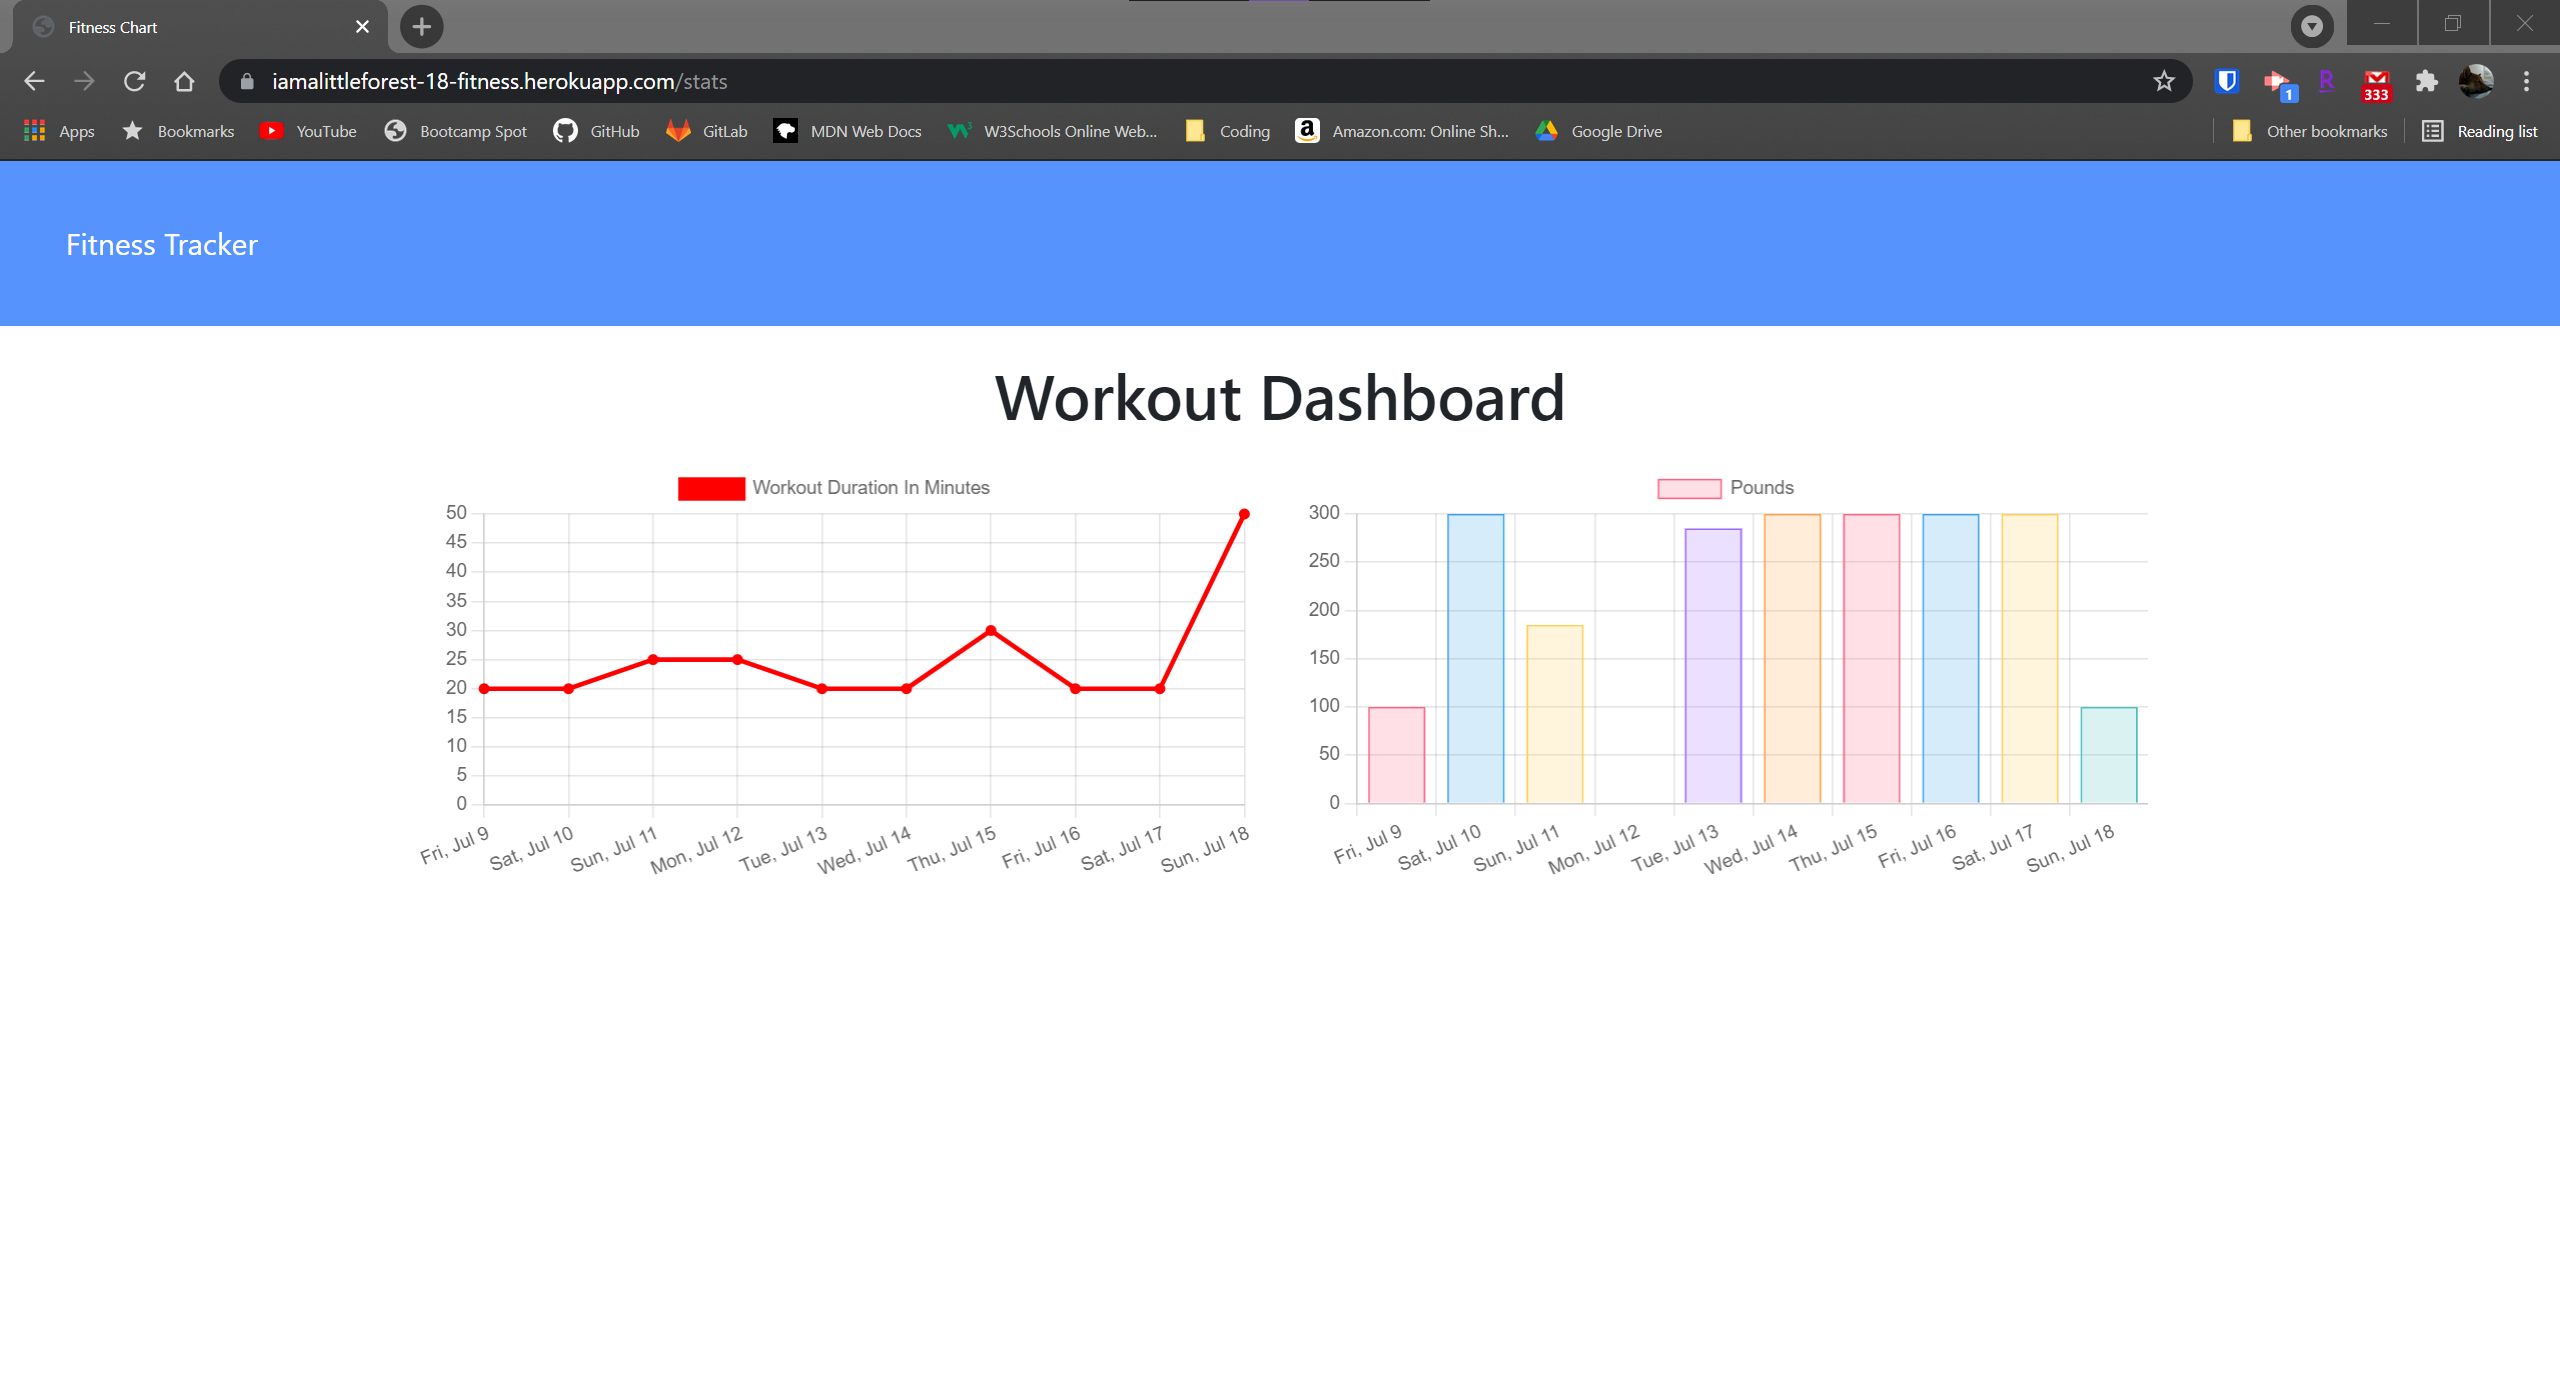 Fitness Chart
iamalittleforest-18-fitness.herokuapp.com/stats
1
R
333
Apps
Bookmarks
YouTube
Bootcamp Spot
GitHub
GitLab
MDN Web Docs
W3Schools Online Web...
Coding
Amazon.com: Online Sh...
Google Drive
Other bookmarks
Reading list
Fitness Tracker
Workout Dashboard
Workout Duration In Minutes
50
45
40
35
30
25
20
15
10
5
0
Fri, Jul 9
Sat, Jul 10
Sun, Jul 11
Mon, Jul 12
Tue, Jul 13
Wed, Jul 14
Thu, Jul 15
Fri, Jul 16
Sat, Jul 17
Sun, Jul 18
Pounds
300
250
200
150
100
50
0
Fri, Jul 9
Sat, Jul 10
Sun, Jul 11
Mon, Jul 12
Tue, Jul 13
Wed, Jul 14
Thu, Jul 15
Fri, Jul 16
Sat, Jul 17
Sun, Jul 18